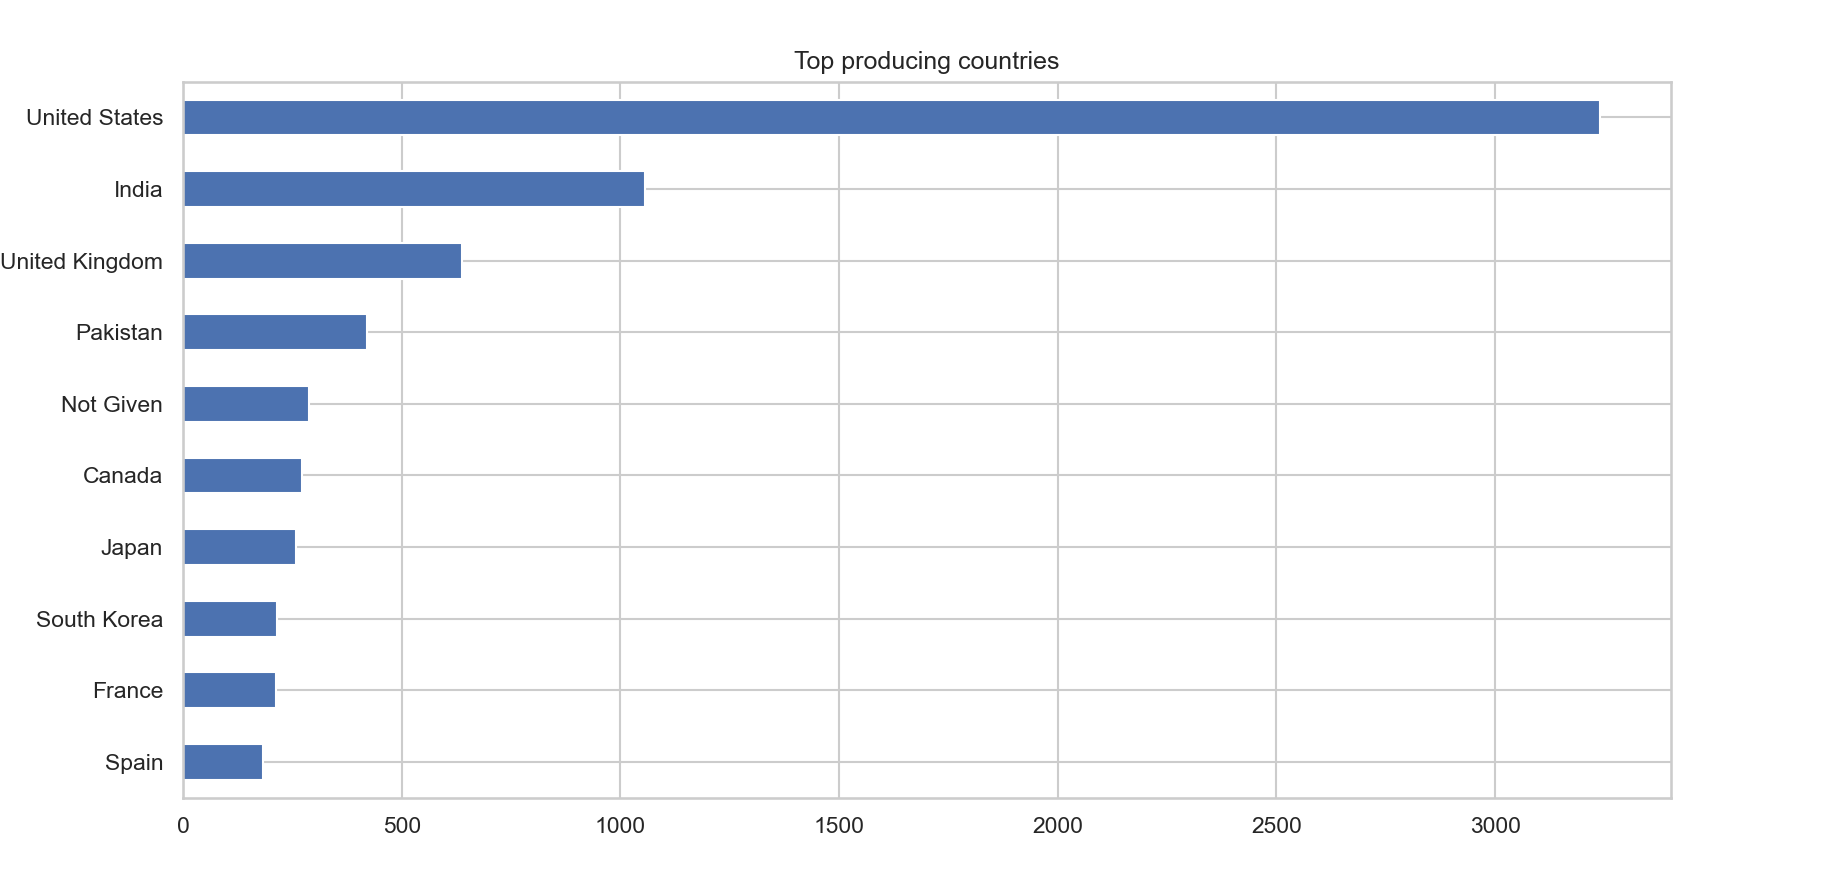 Top producing countries
United States
India
United Kingdom
Pakistan
Not Given
Canada
Japan
South Korea
France
Spain
0 500 1000 1500 2000 2500 3000